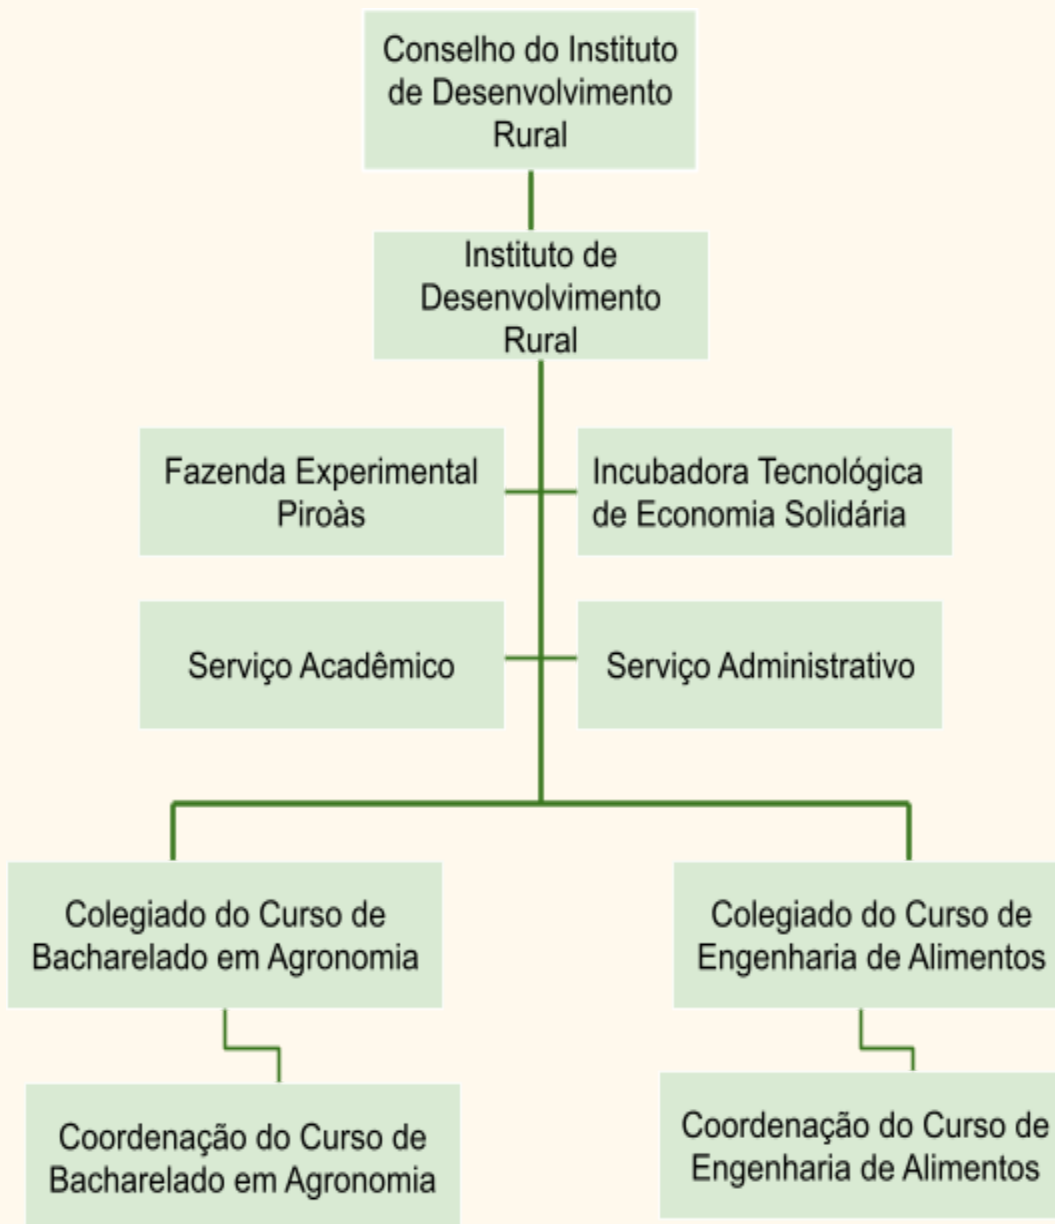 Conselho do Instituto
de Desenvolvimento
Rural
Instituto de
Desenvolvimento
Rural
Fazenda Experimental
Piroàs
Incubadora Tecnológica
de Economia Solidária
Serviço Acadêmico
Serviço Administrativo
Colegiado do Curso de
Bacharelado em Agronomia
Colegiado do Curso de
Engenharia de Alimentos
Coordenação do Curso de
Bacharelado em Agronomia
Coordenação do Curso de
Engenharia de Alimentos